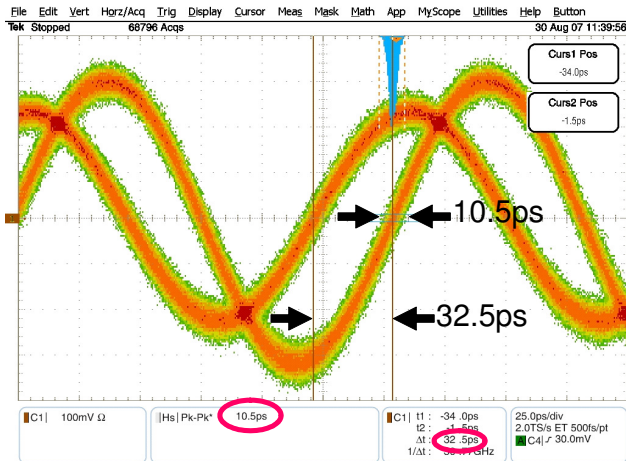 File Edit Vert Horz/Acq Trig Display Cursor Meas Mask Math App MyScope Utilities Help Button
Tek Stopped 68796 Acqs 30 Aug 07 11:39:56
Curs1 Pos
-34.0ps
Curs2 Pos
-1.5ps
10.5ps
32.5ps
C1 100mV Ω
Hs Pk-Pk* 10.5ps
C1 t1 : -34 .0ps
t2 :
Δt : 32 .5ps
1/Δt : GHz
25.0ps/div
2.0TS/s ET 500fs/pt
A C4 30.0mV